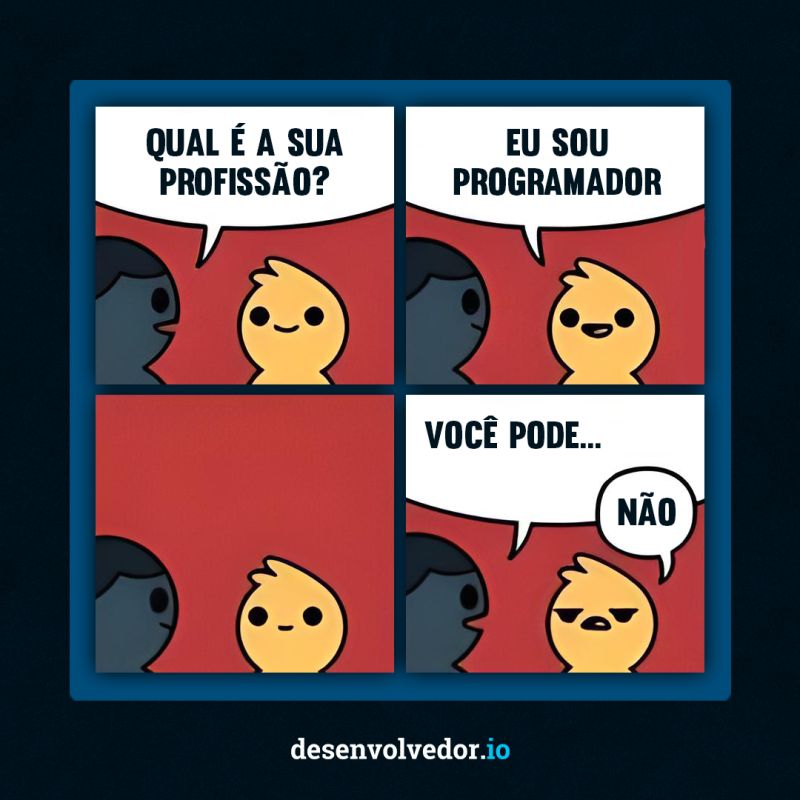 QUAL É A SUA
PROFISSÃO?
EU SOU
PROGRAMADOR
VOCÊ PODE...
NÃO
desenvolvedor.io